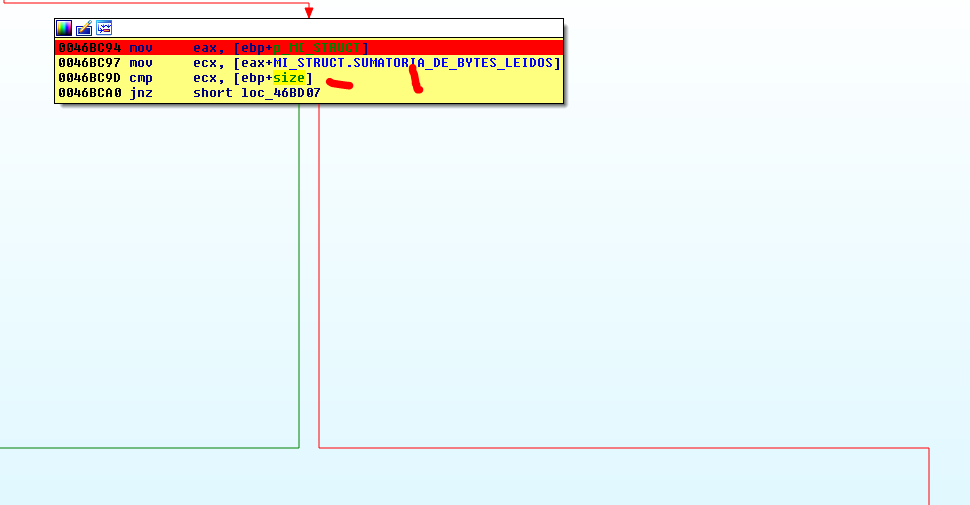 0046BC94 mov eax, [ebp+p_MI_STRUCT]
0046BC97 mov ecx, [eax+MI_STRUCT.SUMATORIA_DE_BYTES_LEIDOS]
0046BC9D cmp ecx, [ebp+size]
0046BCA0 jnz short loc_46BD07